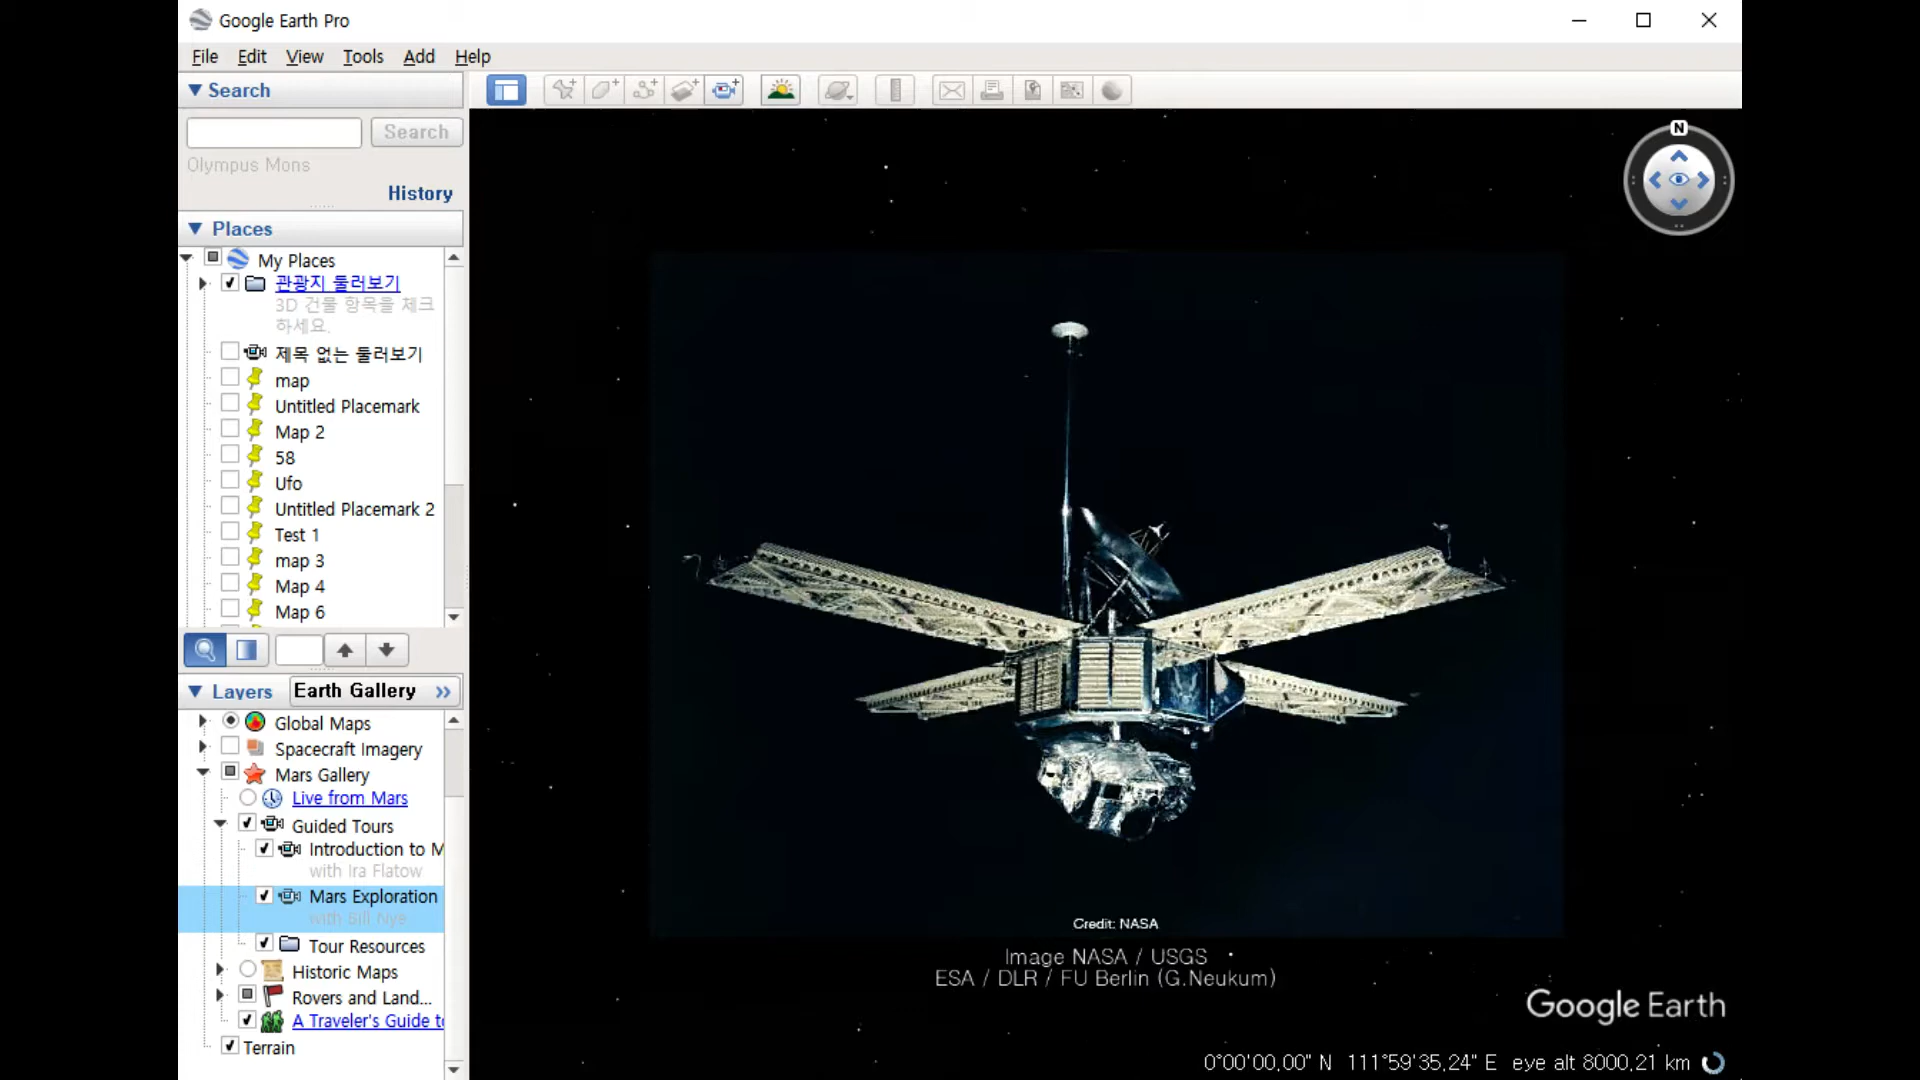 Google Earth Pro
File Edit View Tools Add Help
Search
Search
Olympus Mons
History
Places
My Places
관광지 둘러보기
3D 건물 항목을 체크
하세요.
제목 없는 둘러보기
map
Untitled Placemark
Map 2
58
Ufo
Untitled Placemark 2
Test 1
map 3
Map 4
Map 6
Layers
Earth Gallery »
Global Maps
Spacecraft Imagery
Mars Gallery
Live from Mars
Guided Tours
Introduction to M
with Ira Flatow
Mars Exploration
with Bill Nye
Tour Resources
Historic Maps
Rovers and Land...
A Traveler's Guide to
Terrain
N
Credit: NASA
Image NASA / USGS
ESA / DLR / FU Berlin (G.Neukum)
Google Earth
0°00'00.00" N 111°59'35.24" E eye alt 8000.21 km